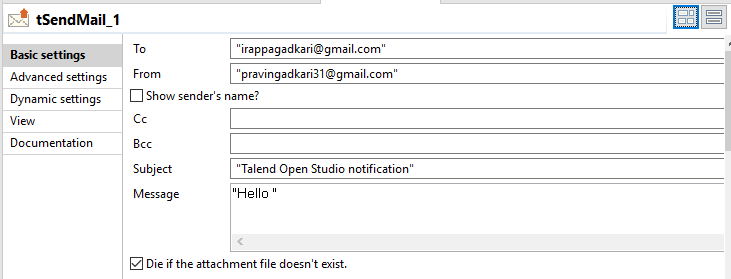 tSendMail_1
Basic settings
Advanced settings
Dynamic settings
View
Documentation
To "irappagadkari@gmail.com"
From "pravingadkari31@gmail.com"
Show sender's name?
Cc
Bcc
Subject "Talend Open Studio notification"
Message "Hello "
Die if the attachment file doesn't exist.